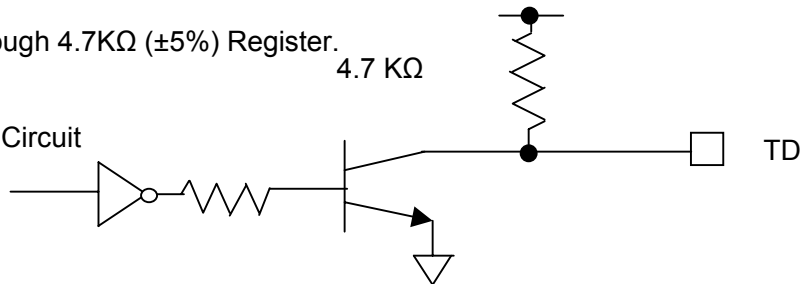 ough 4.7KΩ (±5%) Register.
4.7 KΩ
Circuit
TD